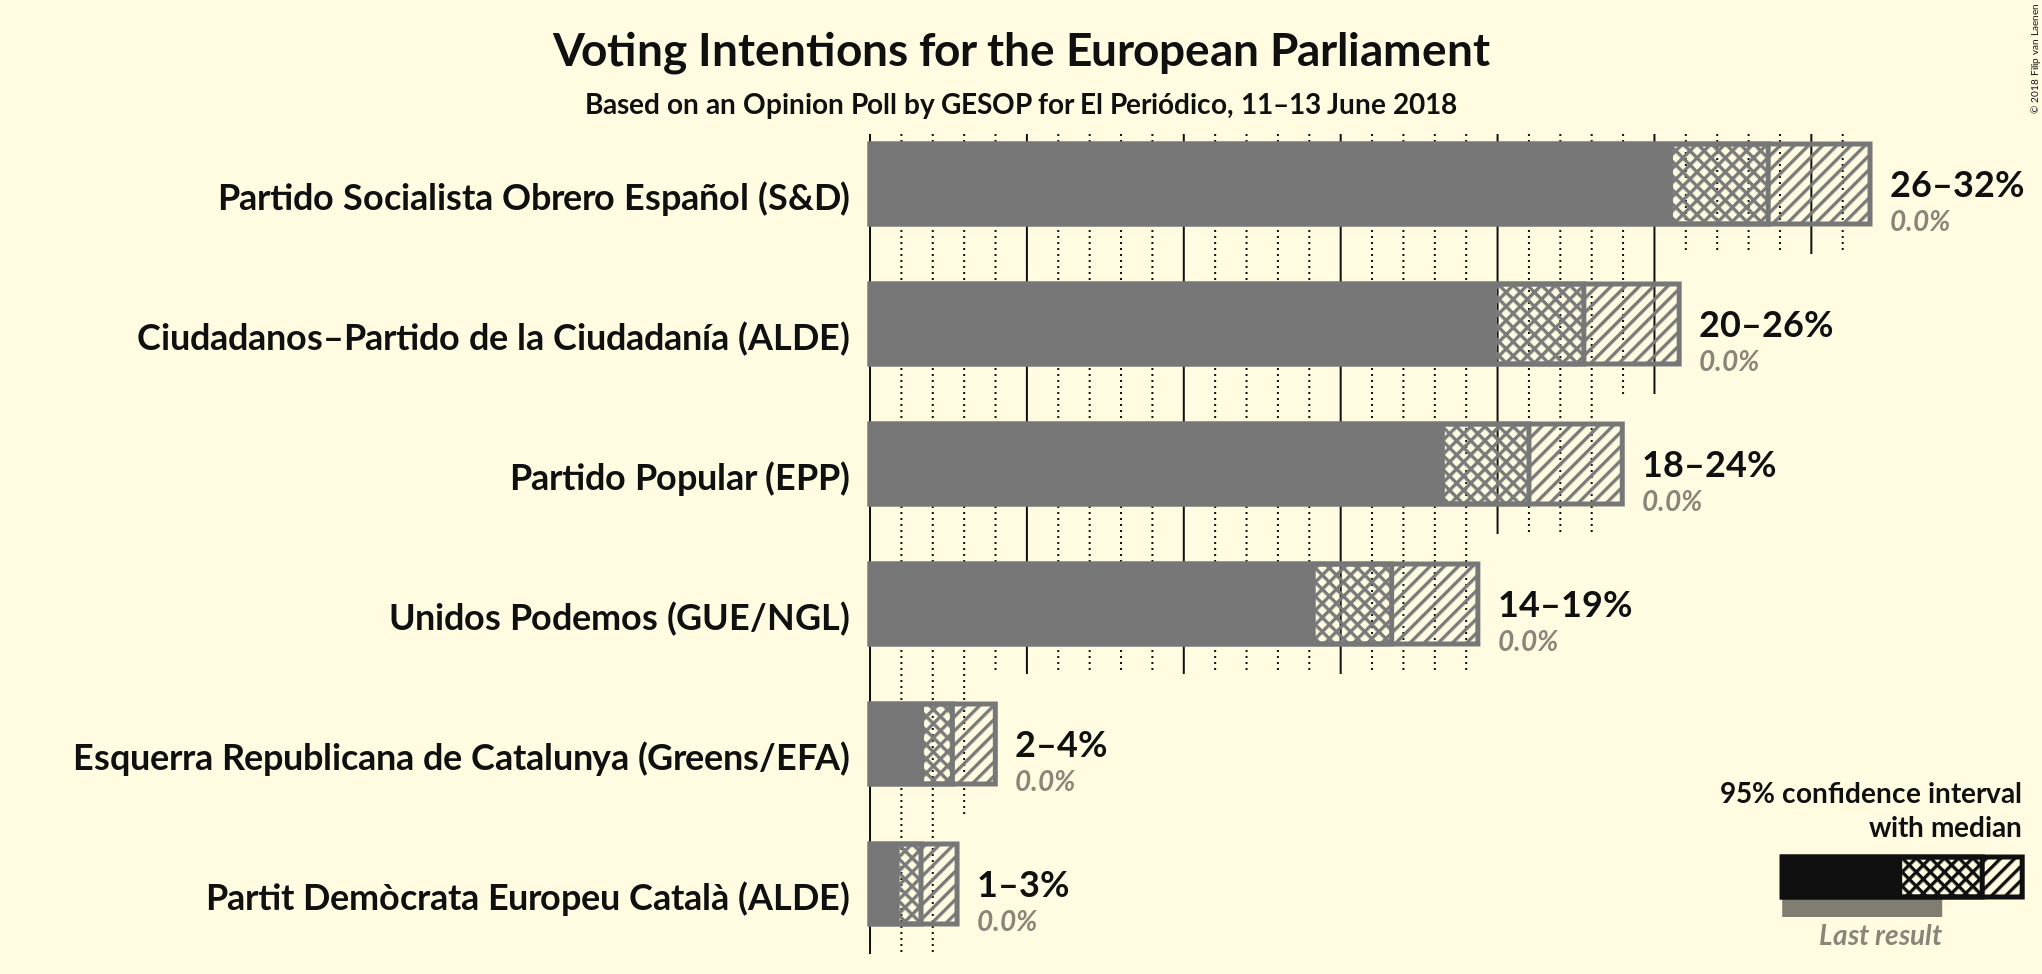 Voting Intentions for the European Parliament
Based on an Opinion Poll by GESOP for El Periódico, 11–13 June 2018
© 2018 Filip van Laenen
Partido Socialista Obrero Español (S&D)
26–32%
0.0%
Ciudadanos–Partido de la Ciudadanía (ALDE)
20–26%
0.0%
Partido Popular (EPP)
18–24%
0.0%
Unidos Podemos (GUE/NGL)
14–19%
0.0%
Esquerra Republicana de Catalunya (Greens/EFA)
2–4%
0.0%
Partit Demòcrata Europeu Català (ALDE)
1–3%
0.0%
95% confidence interval
with median
Last result